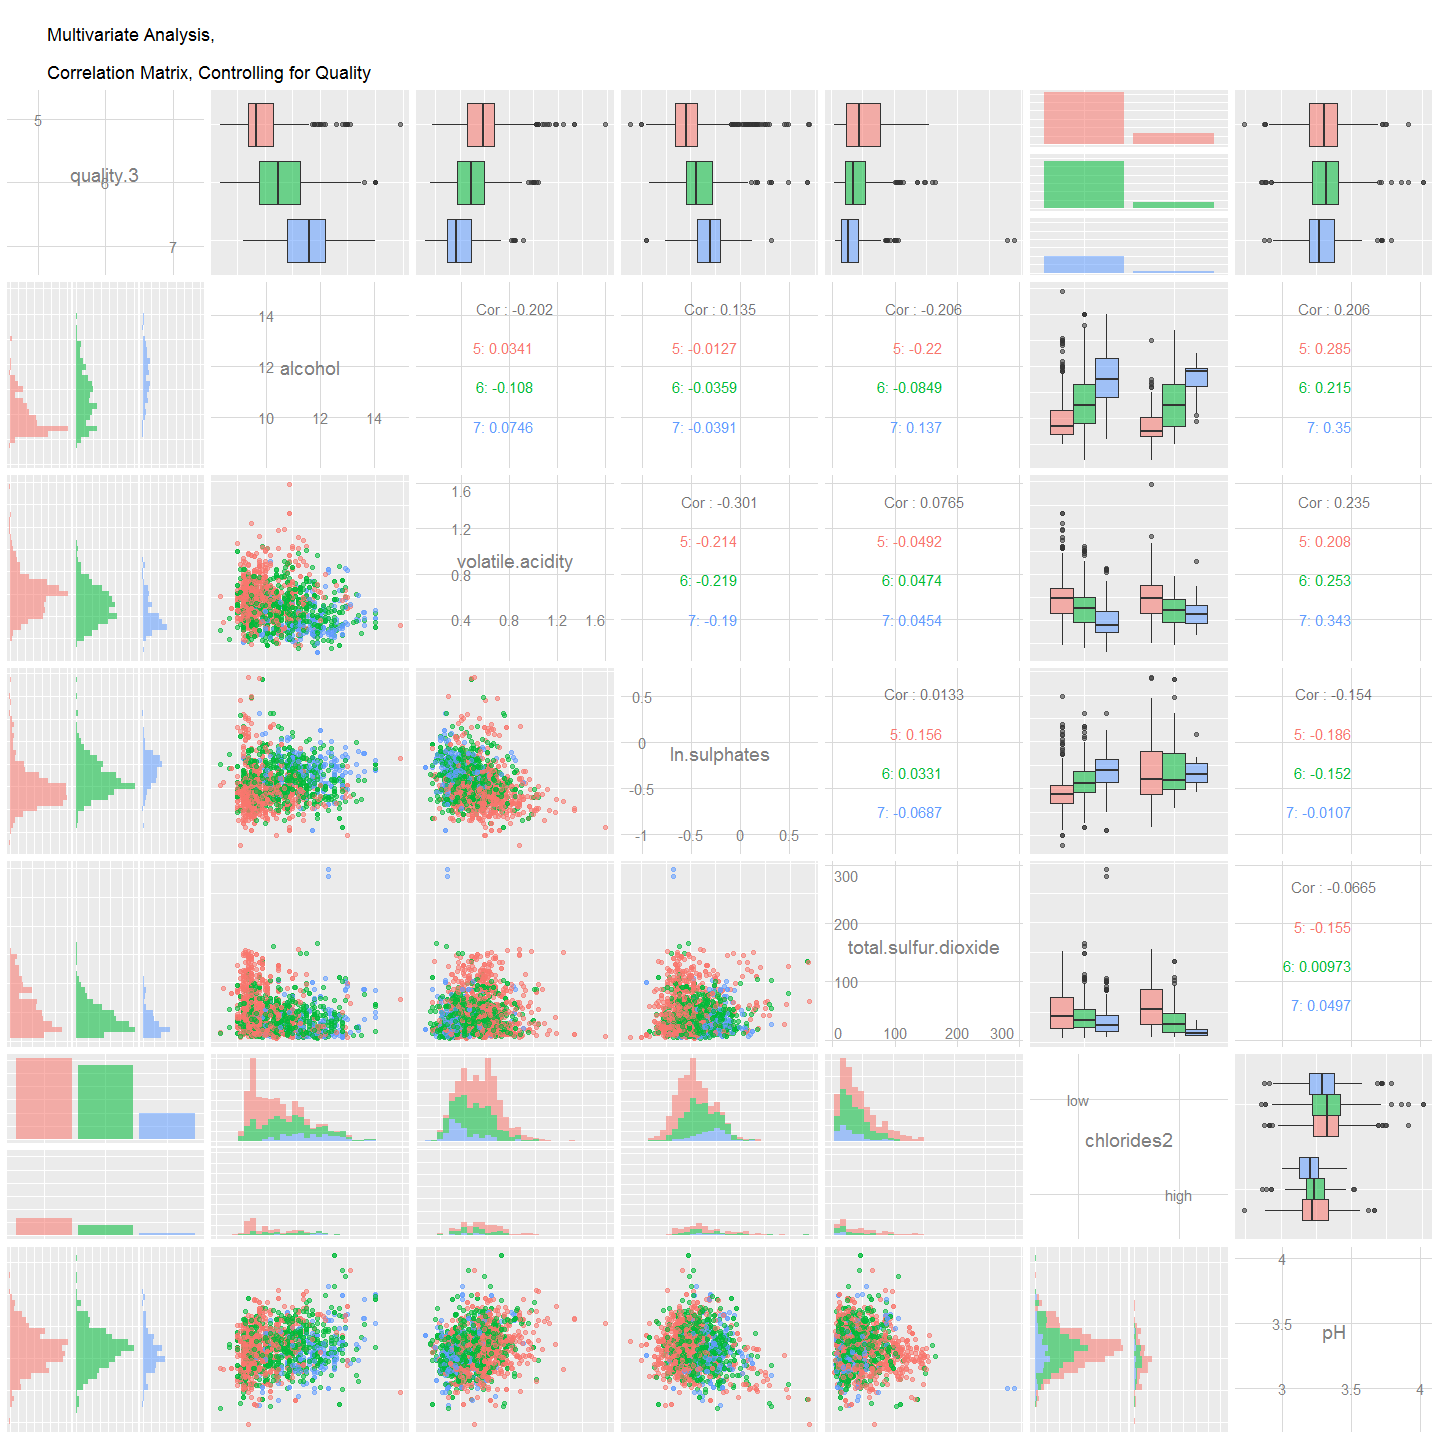 Multivariate Analysis,
Correlation Matrix, Controlling for Quality
5
quality.3
6
7
14
12 alcohol
10 12 14
Cor : -0.202
5: 0.0341
6: -0.108
7: 0.0746
Cor : 0.135
5: -0.0127
6: -0.0359
7: -0.0391
Cor : -0.206
5: -0.22
6: -0.0849
7: 0.137
Cor : 0.206
5: 0.285
6: 0.215
7: 0.35
1.6
1.2
volatile.acidity
0.8
0.4 0.8 1.2 1.6
Cor : -0.301
5: -0.214
6: -0.219
7: -0.19
Cor : 0.0765
5: -0.0492
6: 0.0474
7: 0.0454
Cor : 0.235
5: 0.208
6: 0.253
7: 0.343
0.5
0
ln.sulphates
-0.5
-1 -0.5 0 0.5
Cor : 0.0133
5: 0.156
6: 0.0331
7: -0.0687
Cor : -0.154
5: -0.186
6: -0.152
7: -0.0107
300
200
total.sulfur.dioxide
100
0 100 200 300
Cor : -0.0665
5: -0.155
6: 0.00973
7: 0.0497
low
chlorides2
high
4
3.5
pH
3 3.5 4